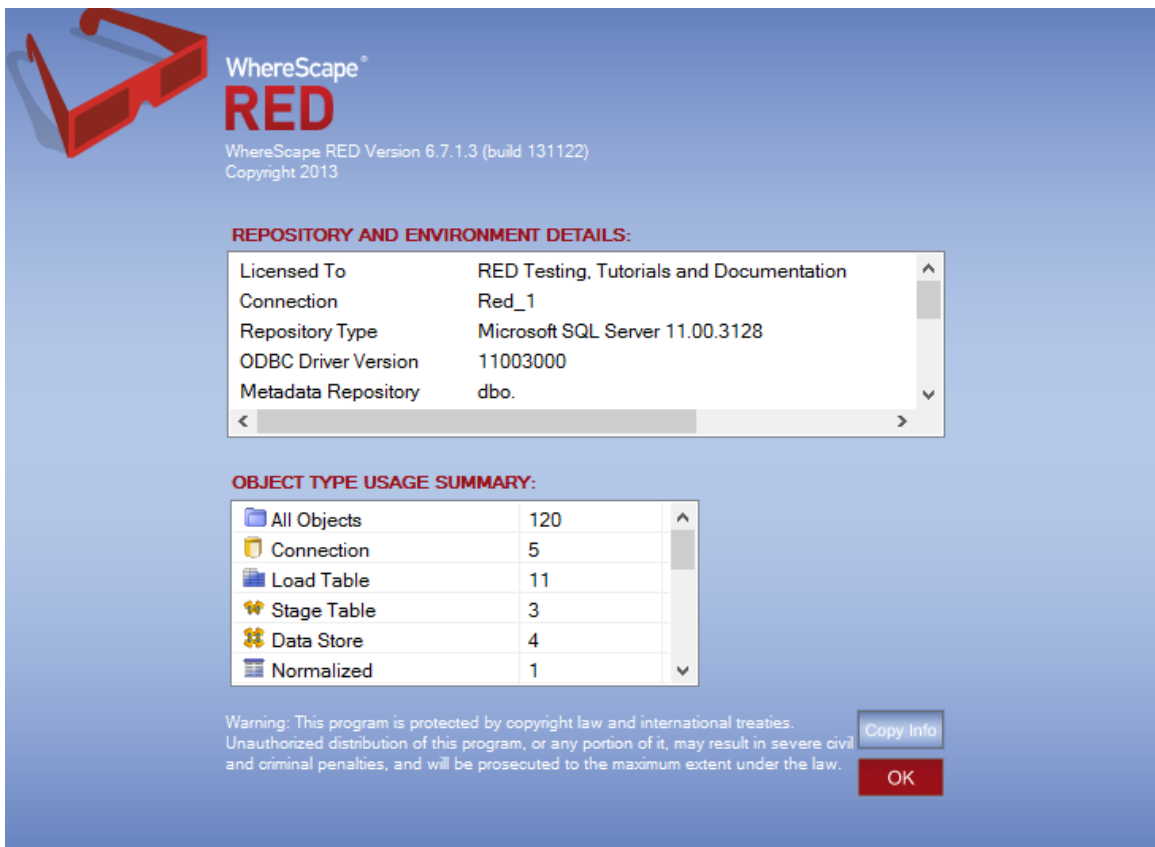 WhereScape®
RED
WhereScape RED Version 6.7.1.3 (build 131122)
Copyright 2013
REPOSITORY AND ENVIRONMENT DETAILS:
Licensed To RED Testing, Tutorials and Documentation
Connection Red_1
Repository Type Microsoft SQL Server 11.00.3128
ODBC Driver Version 11003000
Metadata Repository dbo.
OBJECT TYPE USAGE SUMMARY:
All Objects 120
Connection 5
Load Table 11
Stage Table 3
Data Store 4
Normalized 1
Warning: This program is protected by copyright law and international treaties.
Unauthorized distribution of this program, or any portion of it, may result in severe civil
and criminal penalties, and will be prosecuted to the maximum extent under the law.
Copy Info
OK